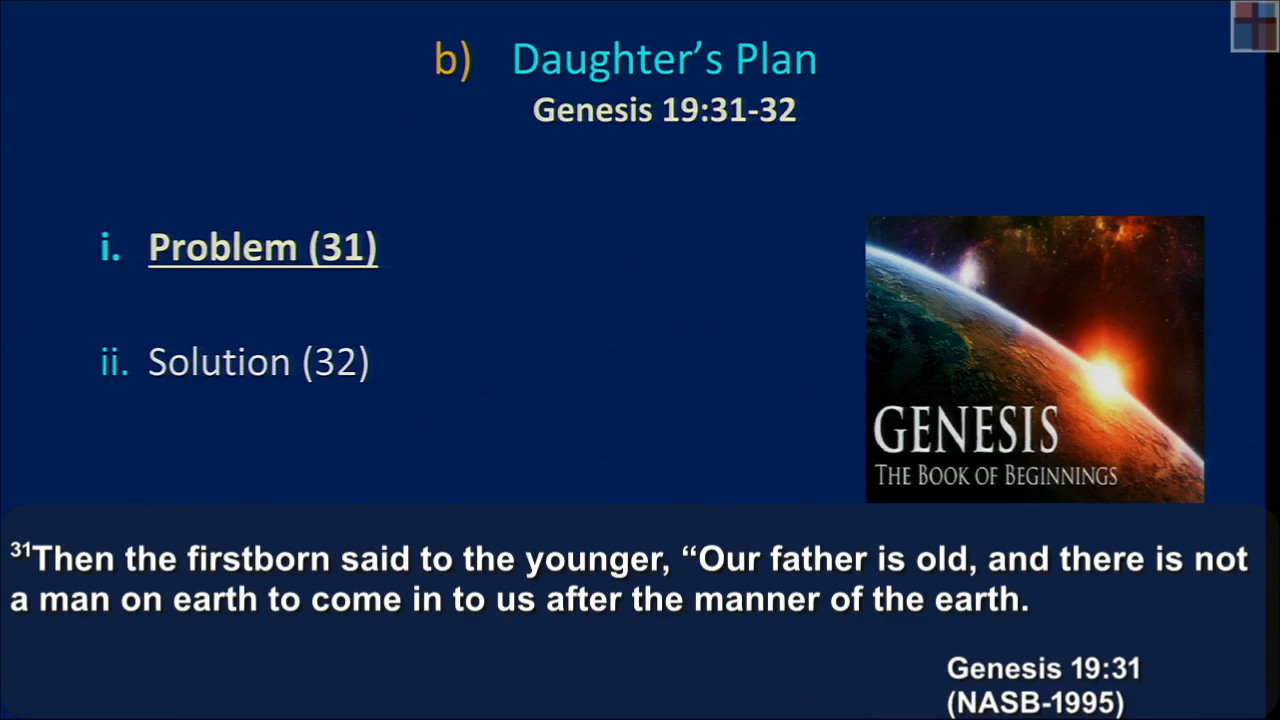 b) Daughter’s Plan
Genesis 19:31-32
i. Problem (31)
ii. Solution (32)
GENESIS
THE BOOK OF BEGINNINGS
31Then the firstborn said to the younger, “Our father is old, and there is not
a man on earth to come in to us after the manner of the earth.
Genesis 19:31
(NASB-1995)